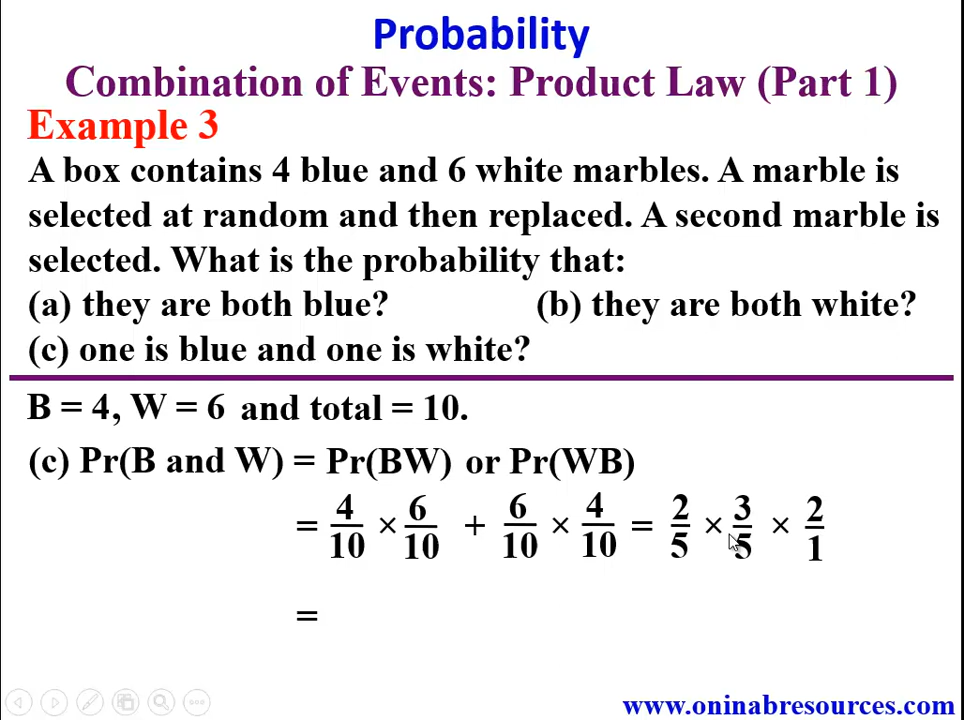 Probability
Combination of Events: Product Law (Part 1)
Example 3
A box contains 4 blue and 6 white marbles. A marble is
selected at random and then replaced. A second marble is
selected. What is the probability that:
(a) they are both blue? (b) they are both white?
(c) one is blue and one is white?
B = 4, W = 6 and total = 10.
(c) Pr(B and W) = Pr(BW) or Pr(WB)
= 4/10 × 6/10 + 6/10 × 4/10 = 2/5 × 3/5 × 2/1
=
www.oninabresources.com